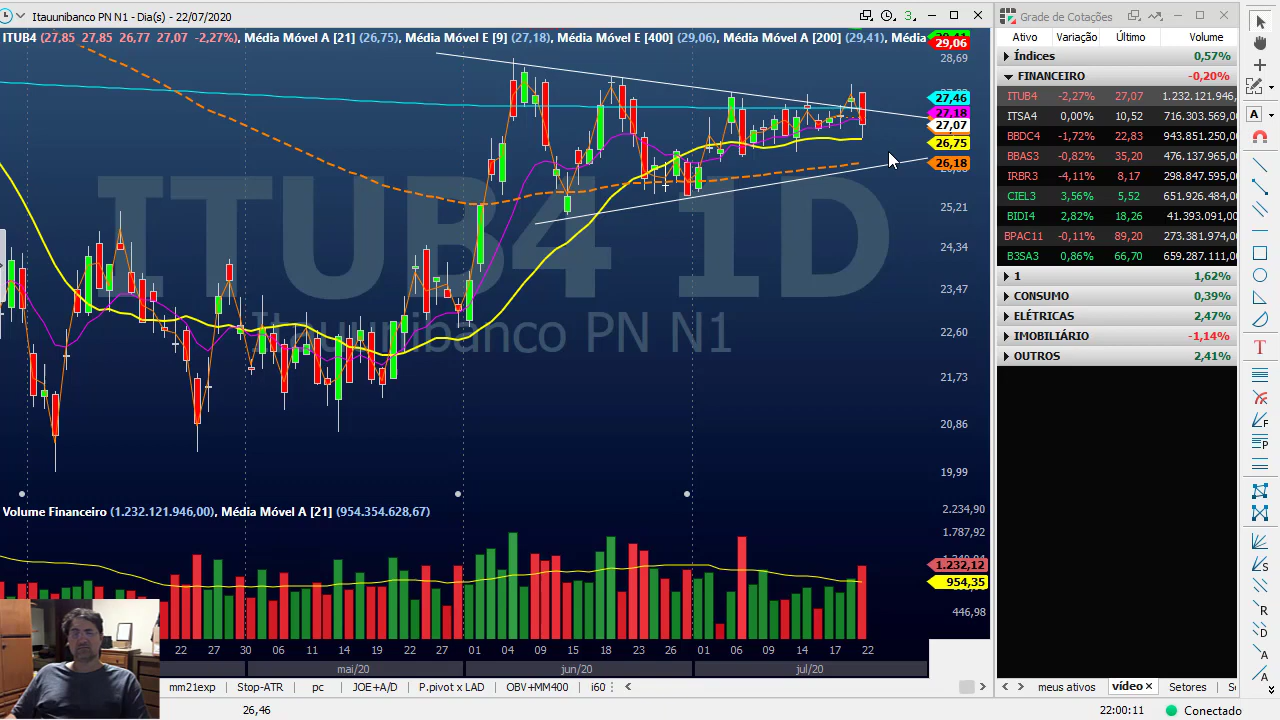 Itauunibanco PN N1 - Dia(s) - 22/07/2020
3
ITUB4 (27,85 27,85 26,77 27,07 -2,27%), Média Móvel A [21] (26,75), Média Móvel E [9] (27,18), Média Móvel E [400] (29,06), Média Móvel A [200] (29,41), Média
29,06
28,69
27,46
27,18
27,07
26,75
26,18
25,21
24,34
23,47
22,60
21,73
20,86
19,99
ITUB4 1D
Itauunibanco PN N1
Volume Financeiro (1.232.121.946,00), Média Móvel A [21] (954.354.628,67)
2.234,90
1.787,92
1.232,12
954,35
446,98
22 27 30 06 11 14 19 22 27 01 04 09 15 18 23 26 01 06 09 14 17 22
mai/20 jun/20 jul/20
mm21exp Stop-ATR pc JOE+A/D P.pivot x LAD OBV+MM400 i60
26,46
Grade de Cotações
Ativo Variação Último Volume
Índices 0,57%
FINANCEIRO -0,20%
ITUB4 -2,27% 27,07 1.232.121.946,
ITSA4 0,00% 10,52 716.303.507,0
BBDC4 -1,72% 22,83 943.851.250,0
BBAS3 -0,82% 35,20 476.137.965,0
IRBR3 -4,11% 8,17 298.847.595,0
CIEL3 3,56% 5,52 651.926.484,0
BIDI4 2,82% 18,26 41.393.091,0
BPAC11 -0,11% 89,20 273.381.974,0
B3SA3 0,86% 66,70 659.287.111,0
1 1,62%
CONSUMO 0,39%
ELÉTRICAS 2,47%
IMOBILIÁRIO -1,14%
OUTROS 2,41%
meus ativos vídeo Setores
22:00:11 Conectado
A
T
F
P
F
S
R
D
A
A